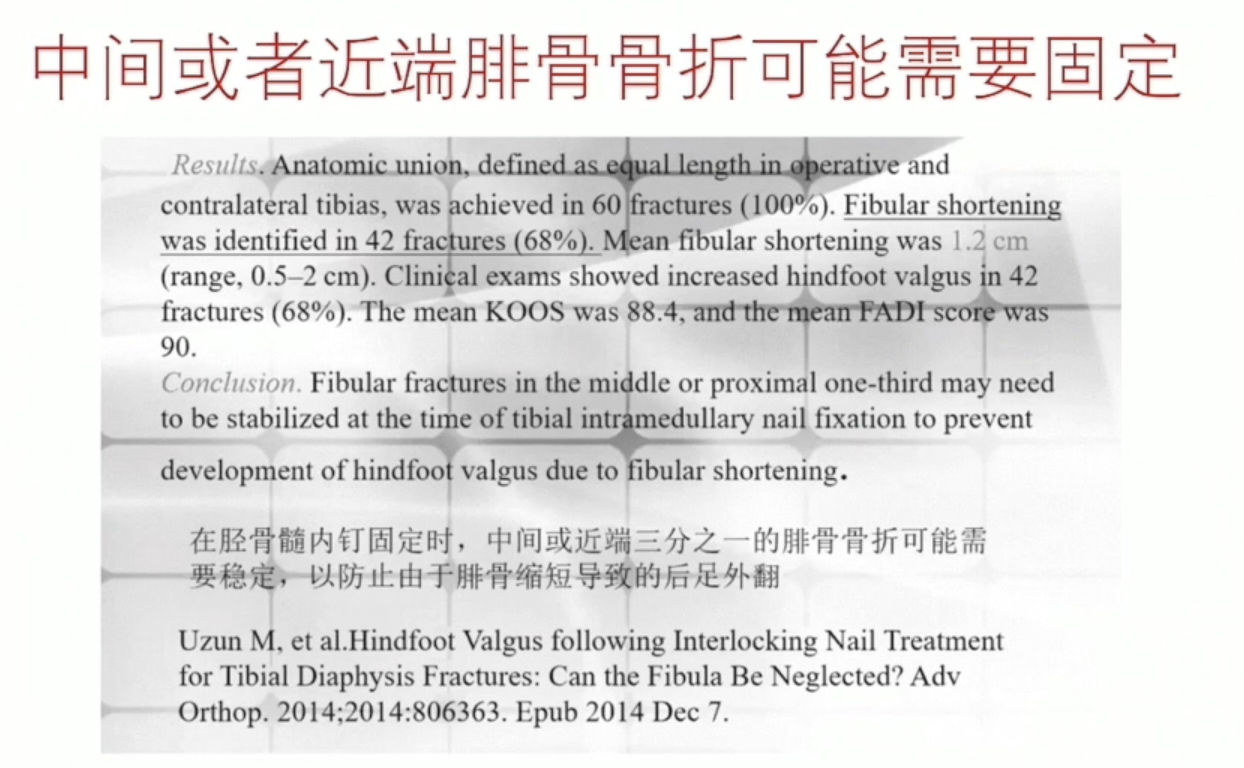 中间或者近端腓骨骨折可能需要固定
Results. Anatomic union, defined as equal length in operative and
contralateral tibias, was achieved in 60 fractures (100%). Fibular shortening
was identified in 42 fractures (68%). Mean fibular shortening was 1.2 cm
(range, 0.5–2 cm). Clinical exams showed increased hindfoot valgus in 42
fractures (68%). The mean KOOS was 88.4, and the mean FADI score was
90.
Conclusion. Fibular fractures in the middle or proximal one-third may need
to be stabilized at the time of tibial intramedullary nail fixation to prevent
development of hindfoot valgus due to fibular shortening.
在胫骨髓内钉固定时，中间或近端三分之一的腓骨骨折可能需
要稳定，以防止由于腓骨缩短导致的后足外翻
Uzun M, et al.Hindfoot Valgus following Interlocking Nail Treatment
for Tibial Diaphysis Fractures: Can the Fibula Be Neglected? Adv
Orthop. 2014;2014:806363. Epub 2014 Dec 7.